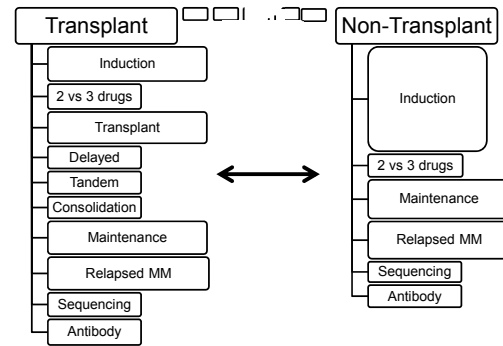 Transplant
Induction
2 vs 3 drugs
Transplant
Delayed
Tandem
Consolidation
Maintenance
Relapsed MM
Sequencing
Antibody
Non-Transplant
Induction
2 vs 3 drugs
Maintenance
Relapsed MM
Sequencing
Antibody